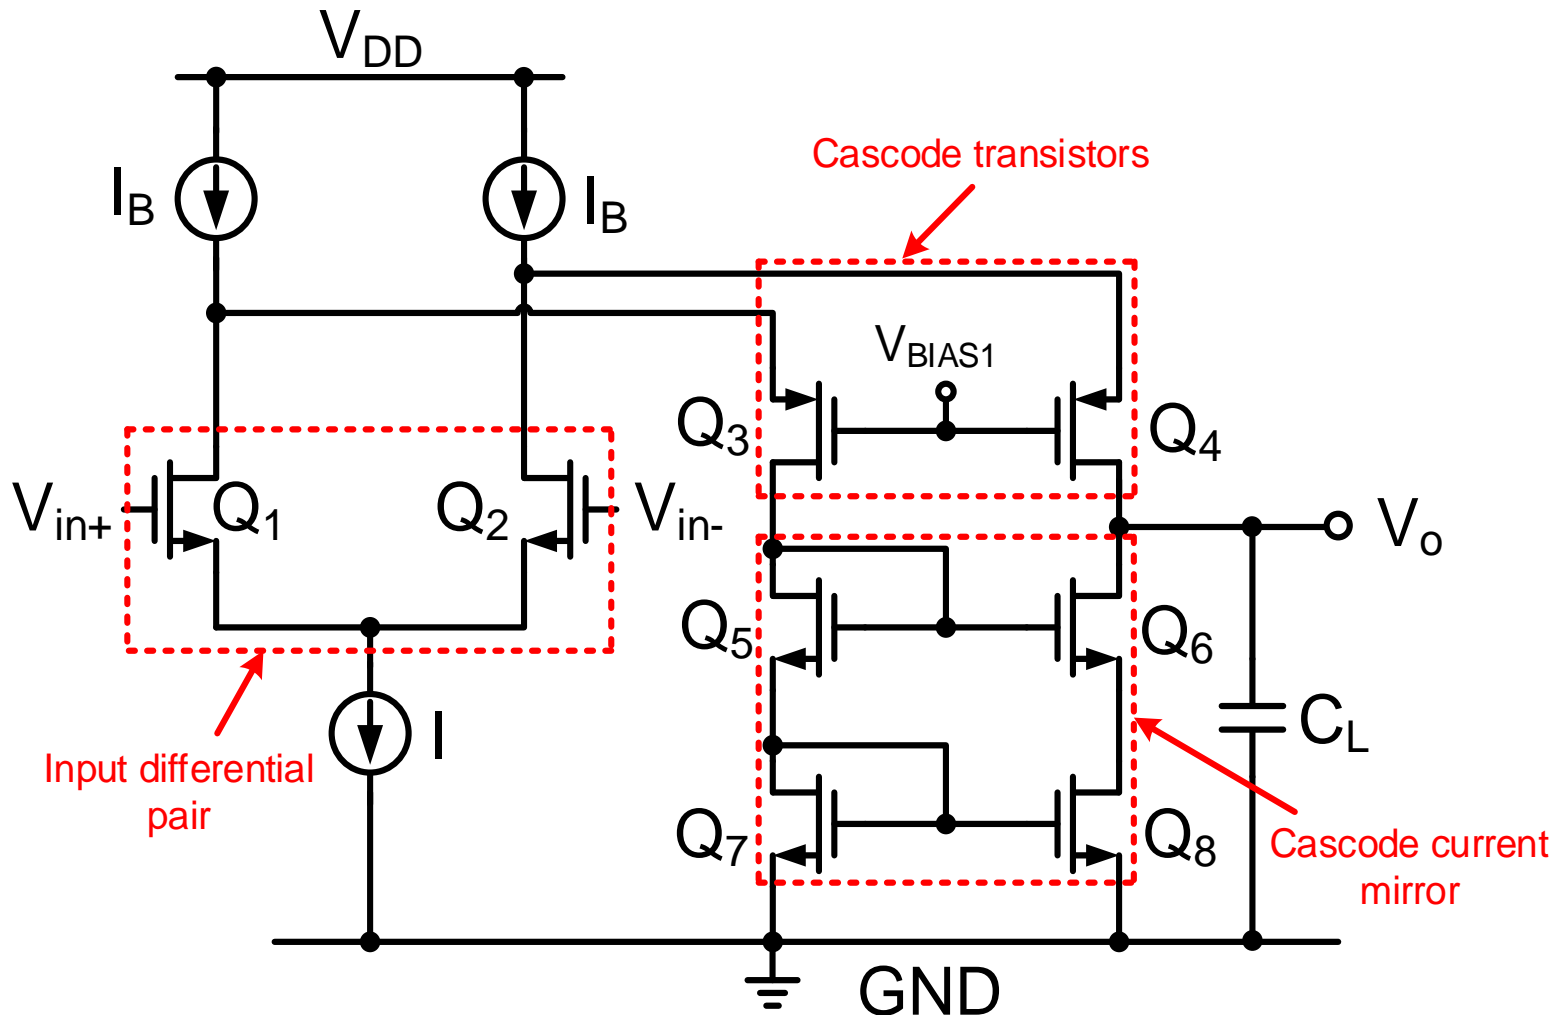 VDD
IB
IB
Cascode transistors
VBIAS1
Q3
Q4
Vin+
Q1
Q2
Vin-
Vo
Q5
Q6
I
CL
Input differential
pair
Q7
Q8
Cascode current
mirror
GND